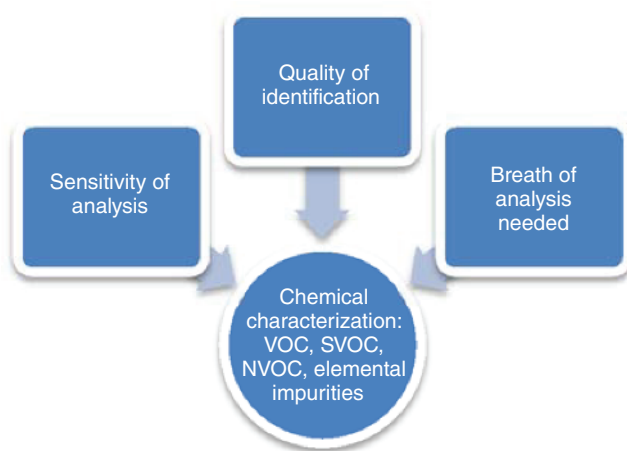 Quality of
identification
Sensitivity of
analysis
Breath of
analysis
needed
Chemical
characterization:
VOC, SVOC,
NVOC, elemental
impurities